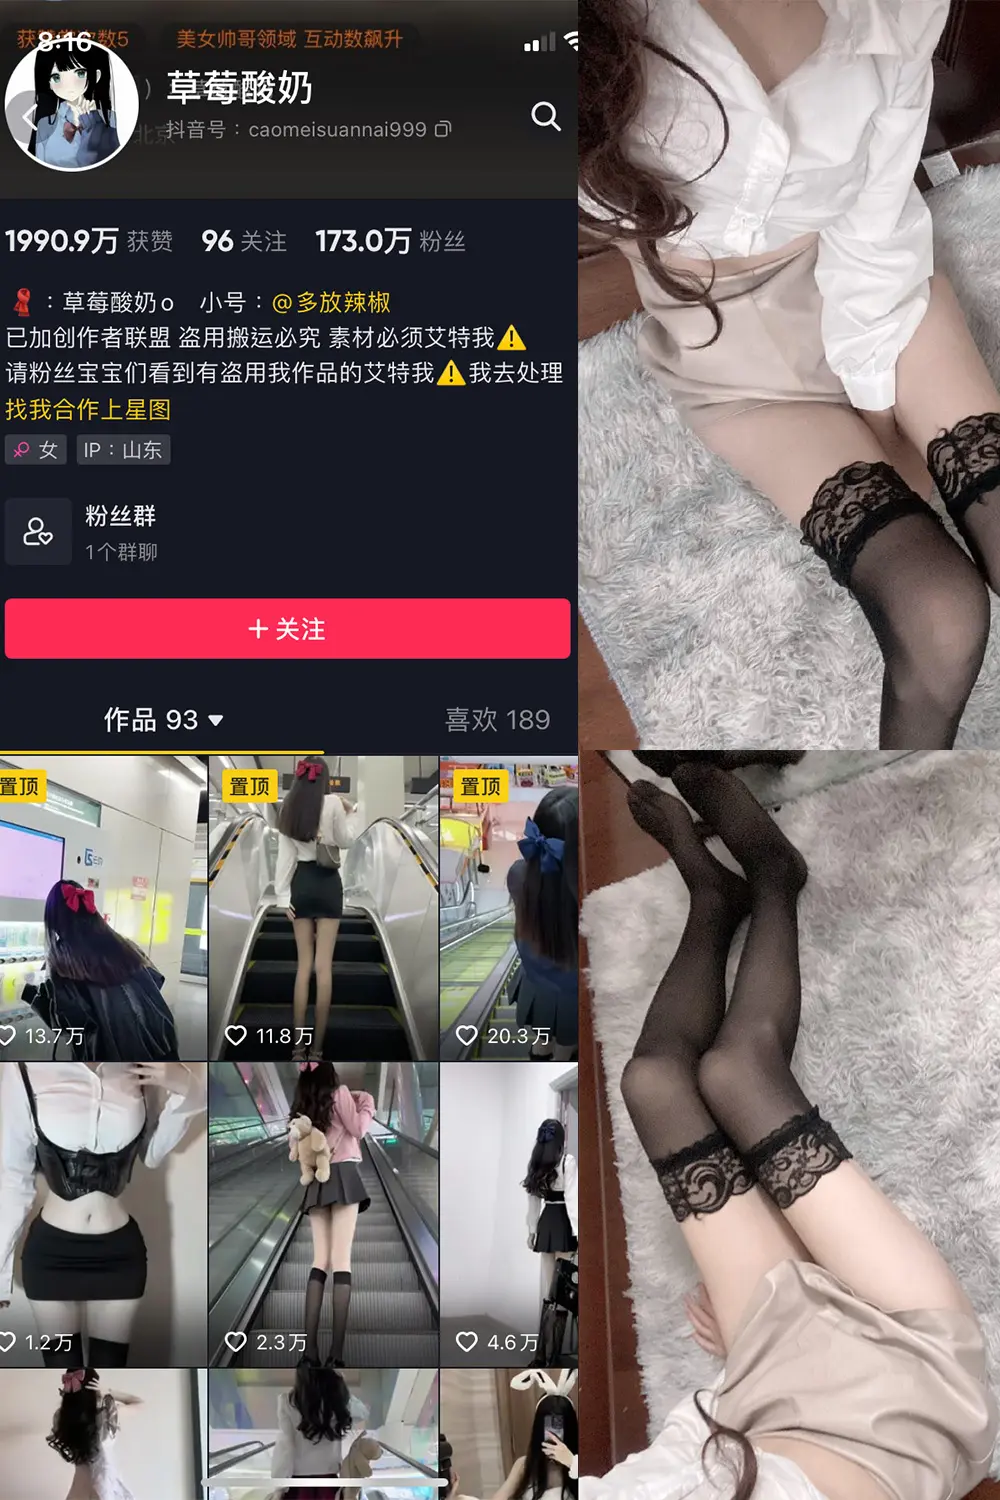 8:16
美女帅哥领域 互动数飙升
草莓酸奶
抖音号：caomeisuannai999
1990.9万 获赞 96 关注 173.0万 粉丝
：草莓酸奶o 小号：@多放辣椒
已加创作者联盟 盗用搬运必究 素材必须艾特我
请粉丝宝宝们看到有盗用我作品的艾特我 我去处理
找我合作上星图
女 IP：山东
粉丝群
1个群聊
+ 关注
作品 93 喜欢 189
置顶 置顶 置顶
13.7万 11.8万 20.3万
1.2万 2.3万 4.6万